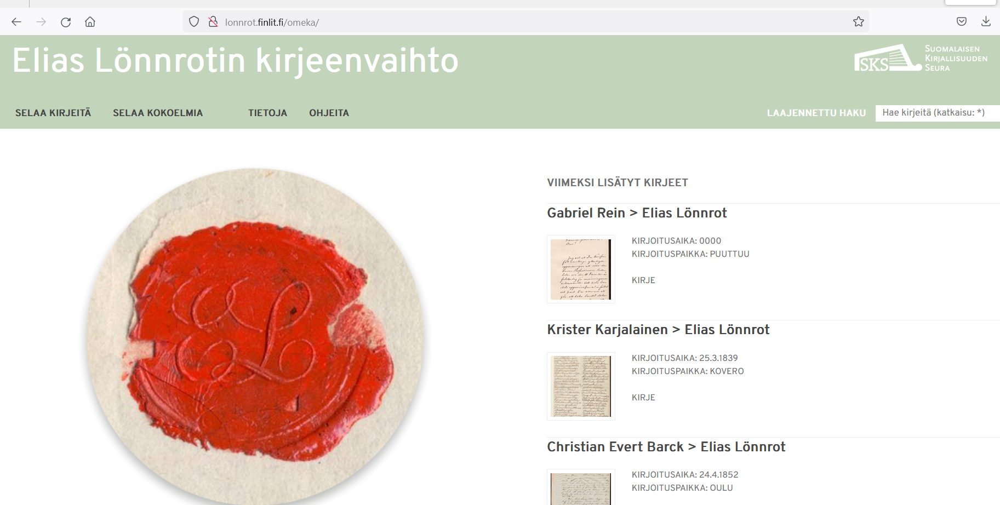 lonnrot.finlit.fi/omeka/
Elias Lönnrotin kirjeenvaihto
SKS
SUOMALAISEN
KIRJALLISUUDEN
SEURA
SELAA KIRJEITÄ
SELAA KOKOELMIA
TIETOJA
OHJEITA
LAAJENNETTU HAKU
Hae kirjeitä (katkaisu: *)
EL
VIIMEKSI LISÄTYT KIRJEET
Gabriel Rein > Elias Lönnrot
KIRJOITUSAIKA: 0000
KIRJOITUSPAIKKA: PUUTTUU
KIRJE
Krister Karjalainen > Elias Lönnrot
KIRJOITUSAIKA: 25.3.1839
KIRJOITUSPAIKKA: KOVERO
KIRJE
Christian Evert Barck > Elias Lönnrot
KIRJOITUSAIKA: 24.4.1852
KIRJOITUSPAIKKA: OULU